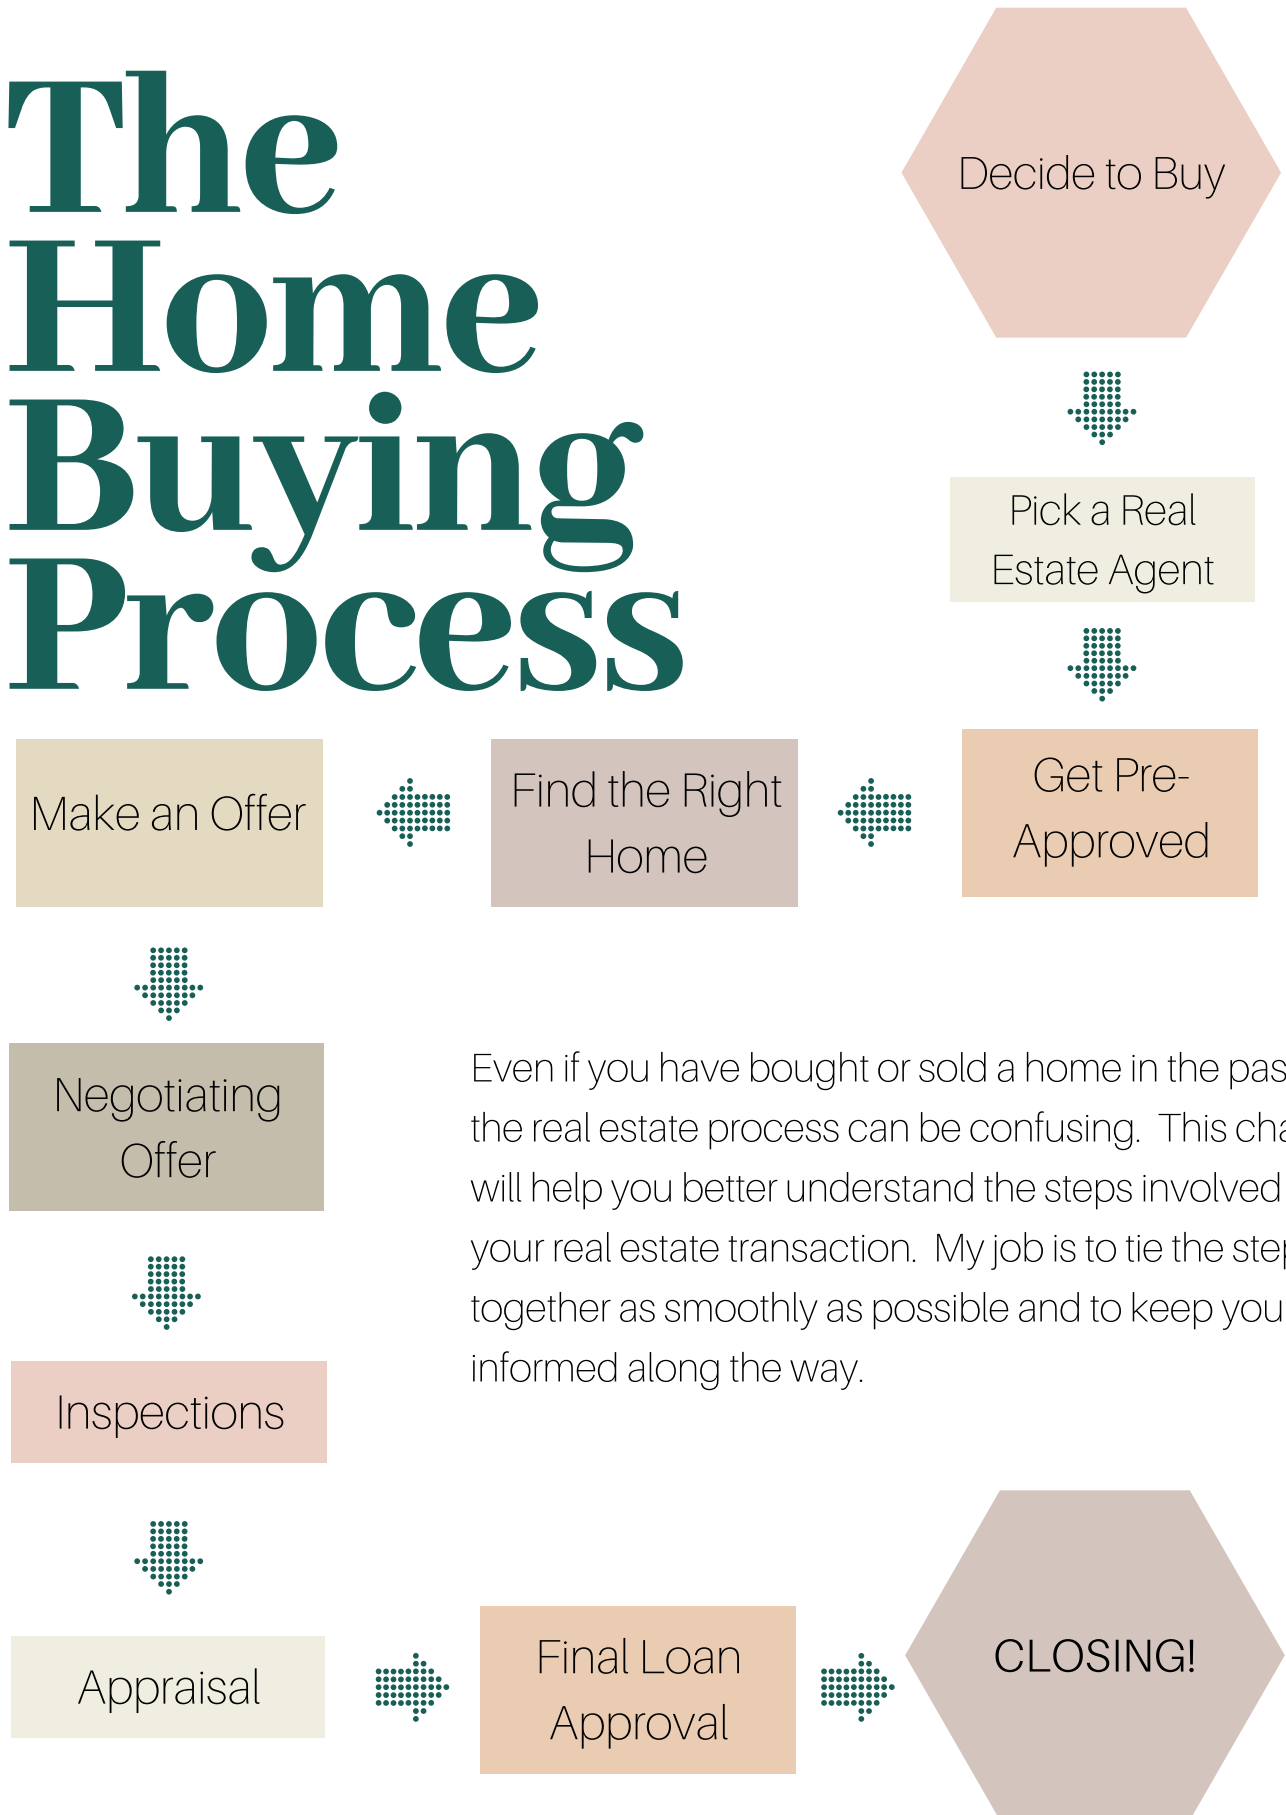 The
Home
Buying
Process
Decide to Buy
Pick a Real
Estate Agent
Get Pre-
Approved
Find the Right
Home
Make an Offer
Negotiating
Offer
Inspections
Appraisal
Final Loan
Approval
CLOSING!
Even if you have bought or sold a home in the
the real estate process can be confusing.  This
will help you better understand the steps involved
your real estate transaction.  My job is to tie the
together as smoothly as possible and to keep you
informed along the way.